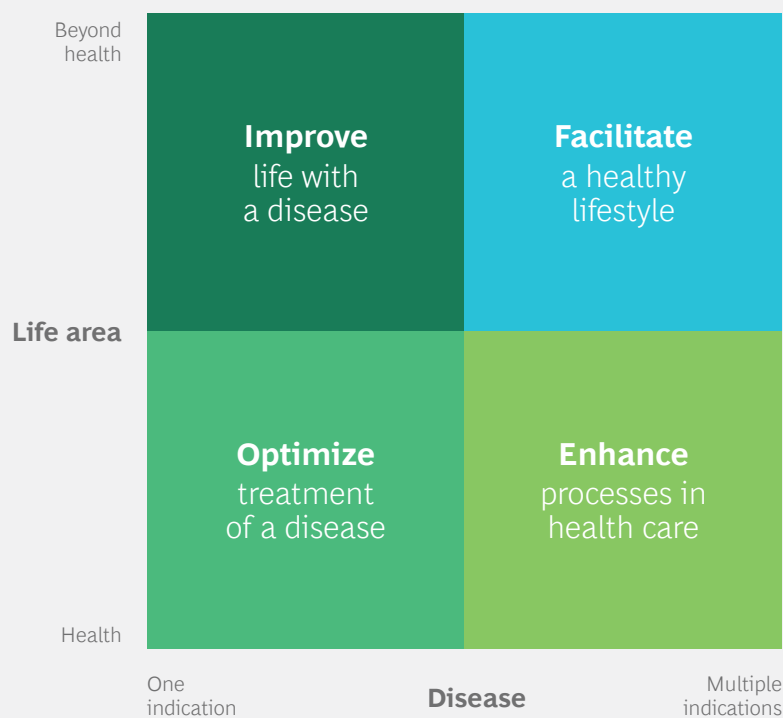 Beyond
health
Improve
life with
a disease
Facilitate
a healthy
lifestyle
Life area
Optimize
treatment
of a disease
Enhance
processes in
health care
Health
One
indication
Disease
Multiple
indications